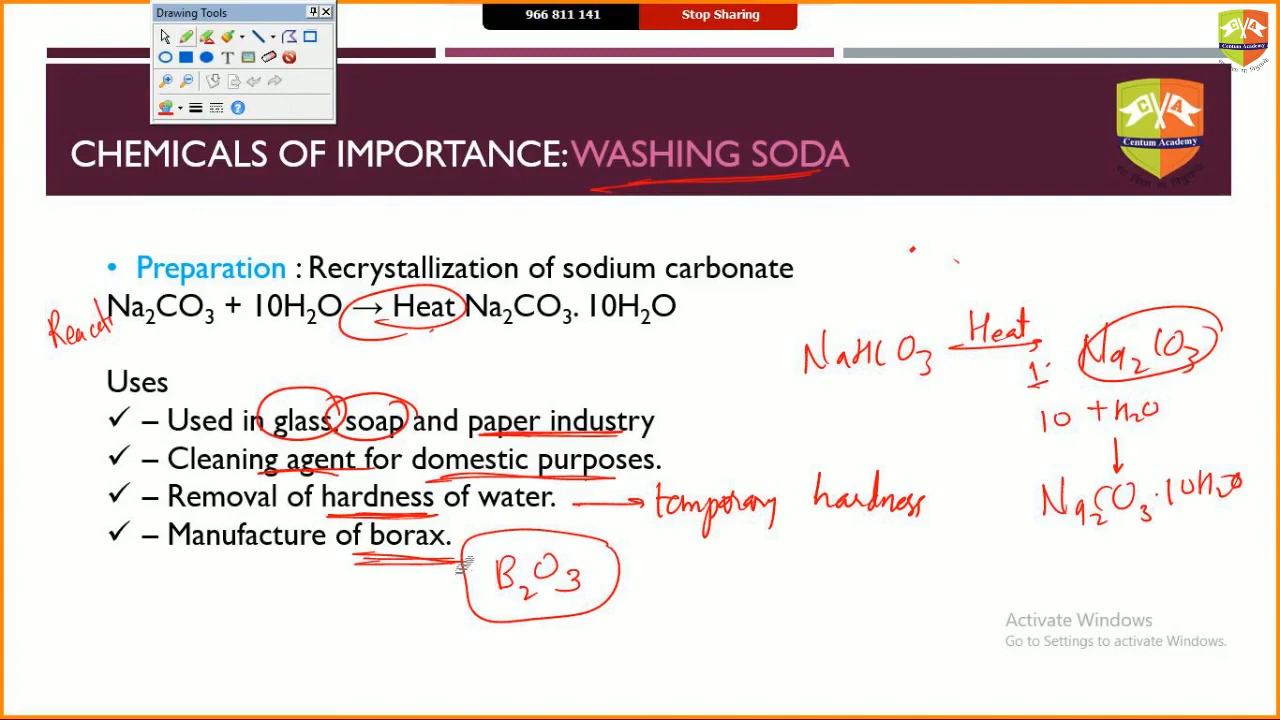 Drawing Tools
966 811 141
Stop Sharing
CHEMICALS OF IMPORTANCE: WASHING SODA
Centum Academy
• Preparation : Recrystallization of sodium carbonate
Na₂CO₃ + 10H₂O → Heat Na₂CO₃. 10H₂O
Uses
✓ – Used in glass, soap and paper industry
✓ – Cleaning agent for domestic purposes.
✓ – Removal of hardness of water. → temporary hardness
✓ – Manufacture of borax.
B₂O₃
NaHCO₃ Heat Na₂CO₃
10 + H₂O
↓
Na₂CO₃·10H₂O
Activate Windows
Go to Settings to activate Windows.